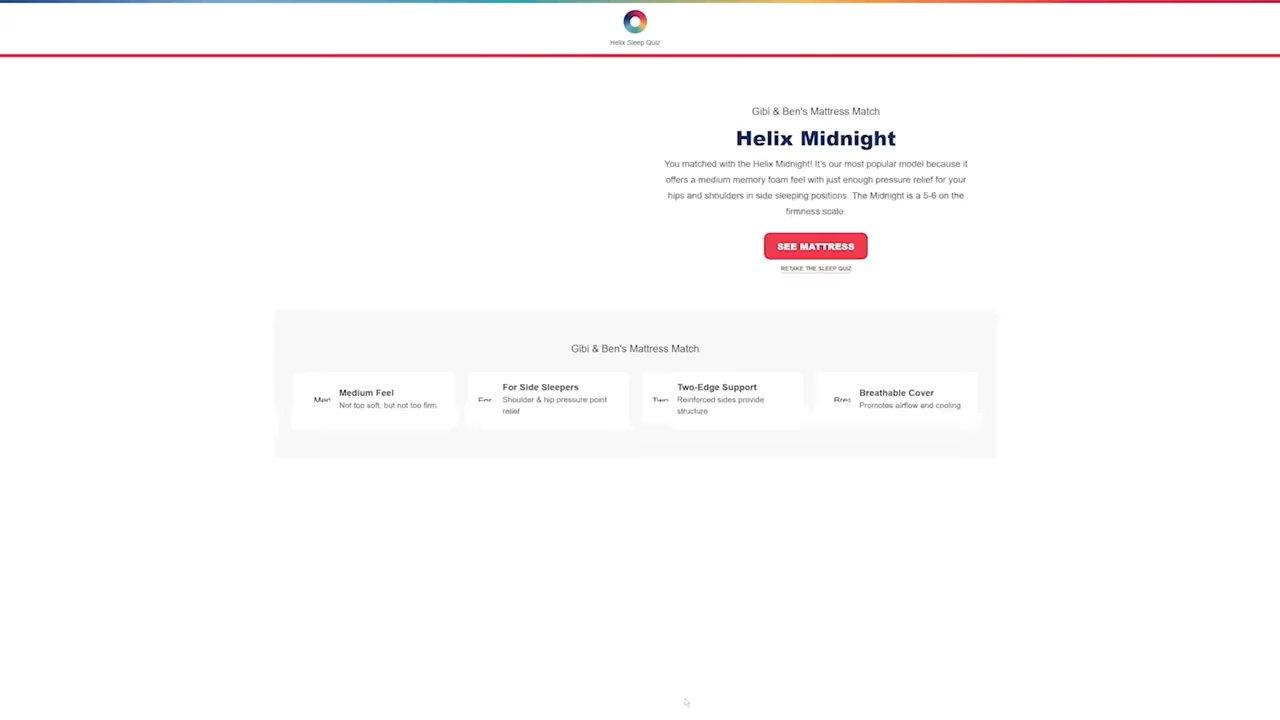 Helix Sleep Quiz
Gibi & Ben's Mattress Match
Helix Midnight
You matched with the Helix Midnight! It's our most popular model because it
offers a medium memory foam feel with just enough pressure relief for your
hips and shoulders in side sleeping positions. The Midnight is a 5-6 on the
firmness scale
SEE MATTRESS
RETAKE THE SLEEP QUIZ
Gibi & Ben's Mattress Match
Medium Feel
Not too soft, but not too firm
For Side Sleepers
Shoulder & hip pressure point
relief
Two-Edge Support
Reinforced sides provide
structure
Breathable Cover
Promotes airflow and cooling